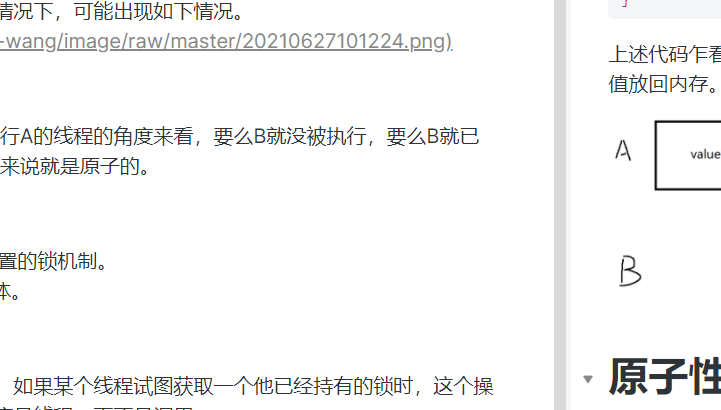 情况下，可能出现如下情况。
-wang/image/raw/master/20210627101224.png)
行A的线程的角度来看，要么B就没被执行，要么B就已
来说就是原子的。
置的锁机制。
体。
如果某个线程试图获取一个他已经持有的锁时，这个操
}
上述代码乍看
值放回内存。
A
value
B
原子性